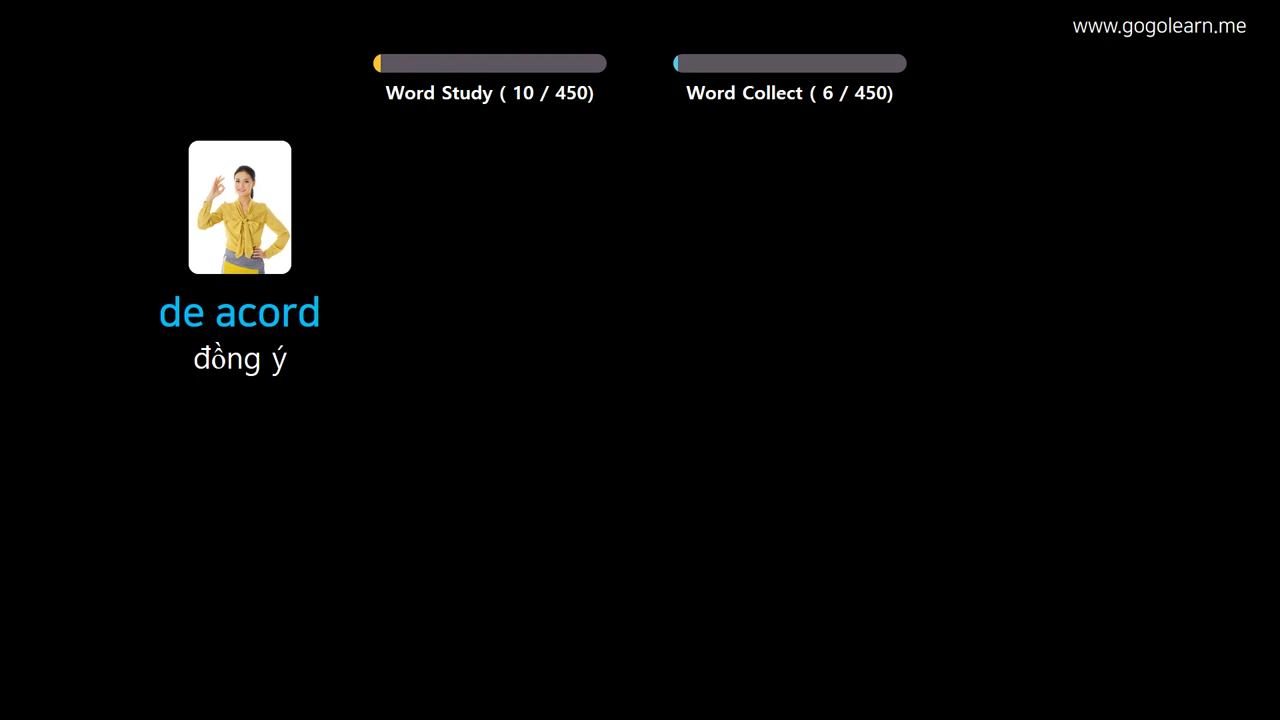 www.gogolearn.me
Word Study ( 10 / 450)
Word Collect ( 6 / 450)
de acord
đồng ý